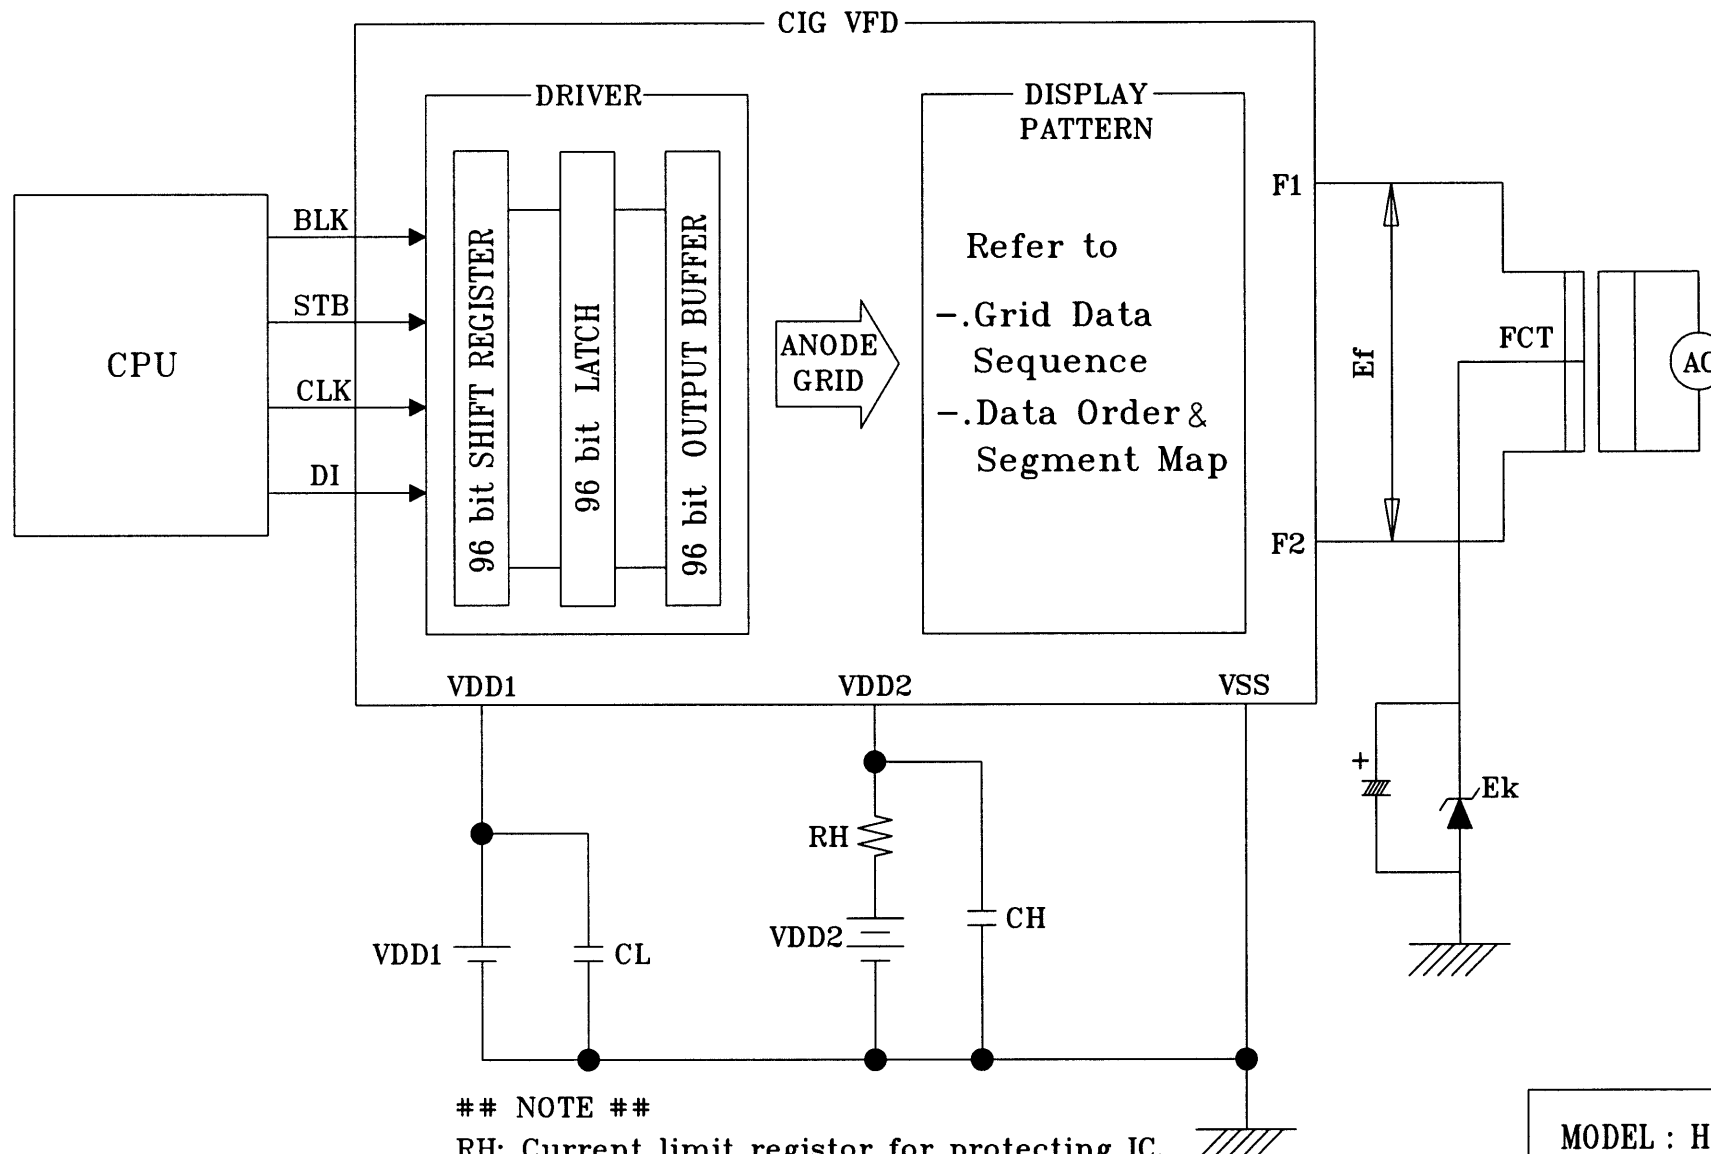 CIG VFD
DRIVER
DISPLAY
PATTERN
CPU
BLK
STB
CLK
DI
96 bit SHIFT REGISTER
96 bit LATCH
96 bit OUTPUT BUFFER
ANODE
GRID
Refer to
-.Grid Data
Sequence
-.Data Order &
Segment Map
F1
F2
Ef
FCT
AC
VDD1
VDD2
VSS
+
Ek
RH
VDD1
CL
VDD2
CH
## NOTE ##
RH: Current limit registor for protecting IC.
MODEL : H